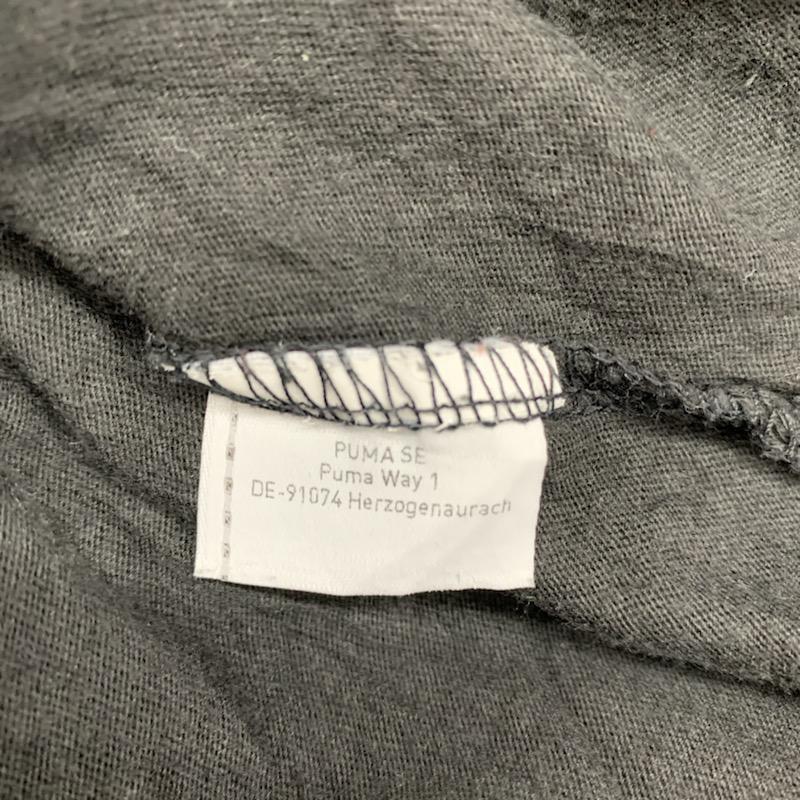 PUMA SE
Puma Way 1
DE-91074 Herzogenaurach